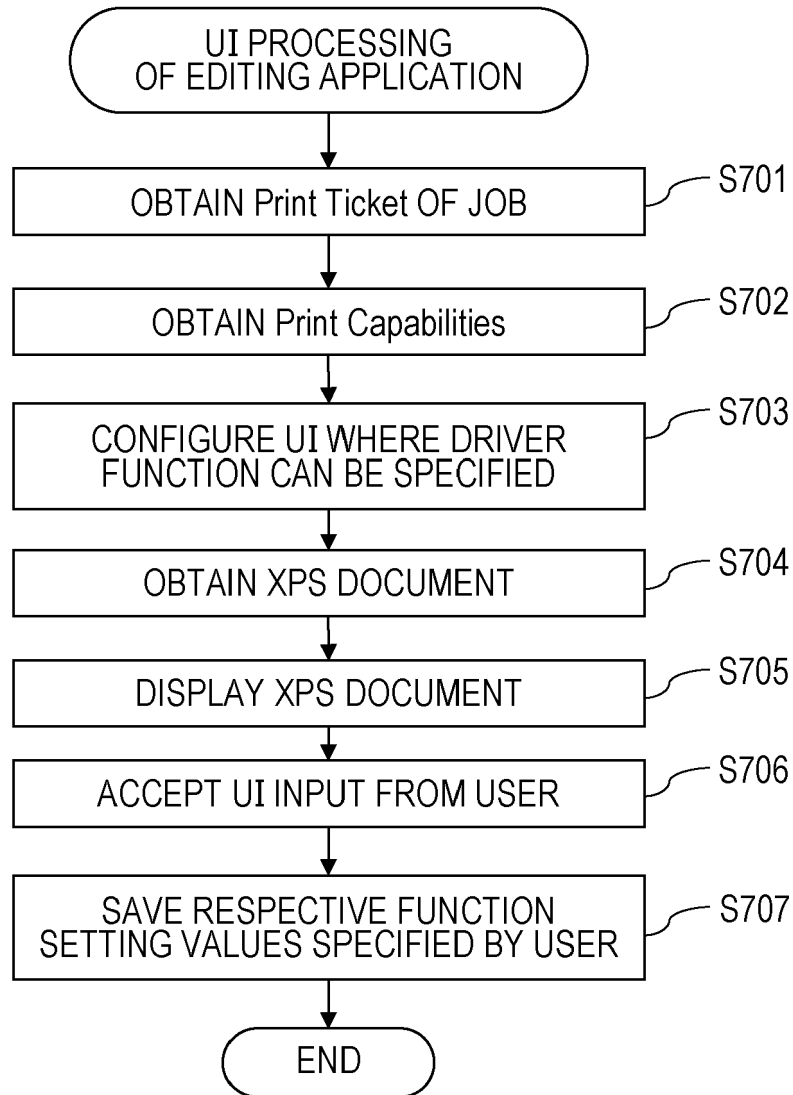 UI PROCESSING
OF EDITING APPLICATION
OBTAIN Print Ticket OF JOB
S701
OBTAIN Print Capabilities
S702
CONFIGURE UI WHERE DRIVER
FUNCTION CAN BE SPECIFIED
S703
OBTAIN XPS DOCUMENT
S704
DISPLAY XPS DOCUMENT
S705
ACCEPT UI INPUT FROM USER
S706
SAVE RESPECTIVE FUNCTION
SETTING VALUES SPECIFIED BY USER
S707
END